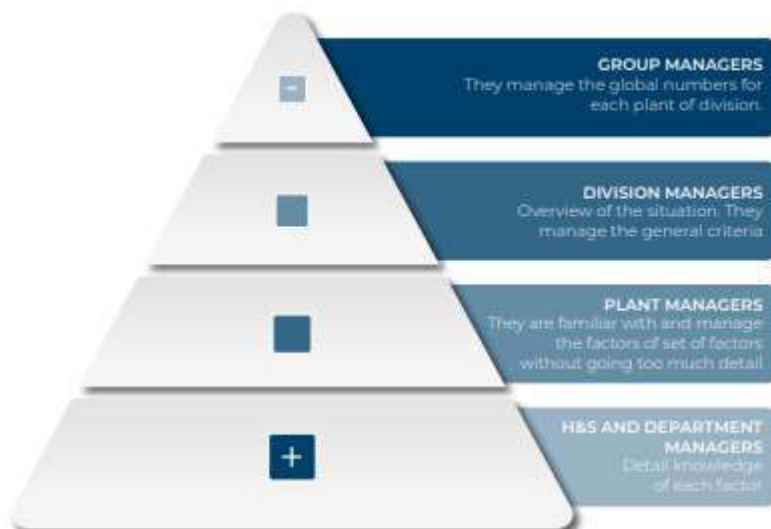 GROUP MANAGERS
They manage the global numbers for
each plant of division.
DIVISION MANAGERS
Overview of the situation. They
manage the general criteria
PLANT MANAGERS
They are familiar with and manage
the factors of set of factors
without going too much detail
H&S AND DEPARTMENT
MANAGERS
Detail knowledge
of each factor